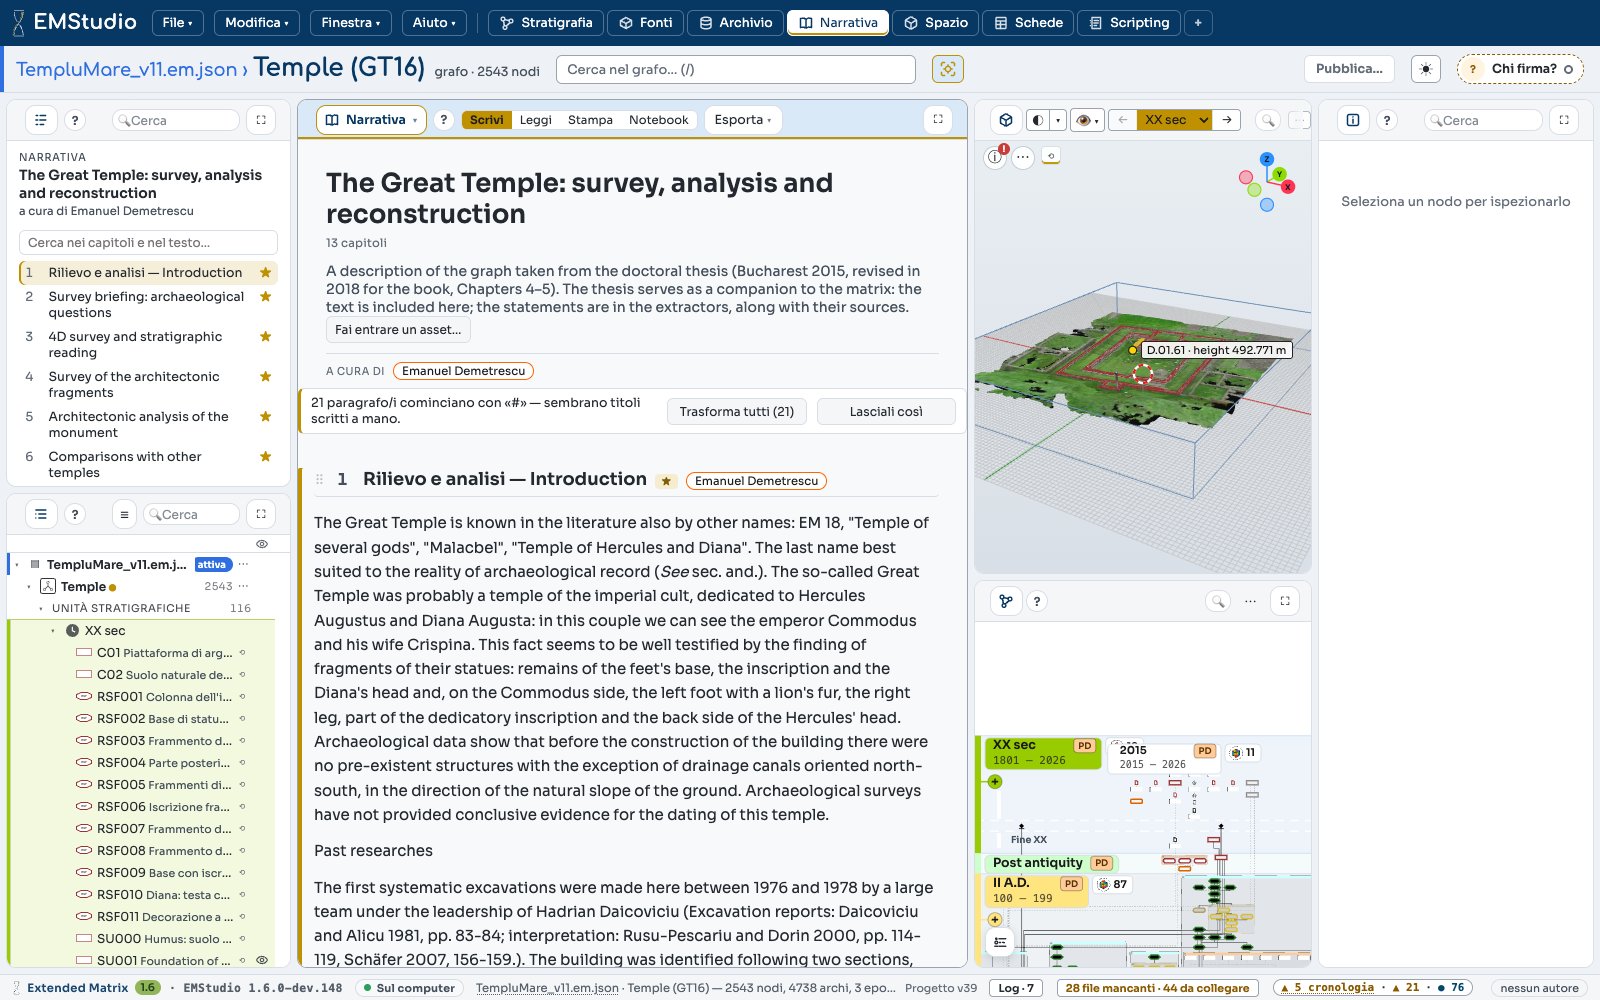 EMStudio
File
Modifica
Finestra
Aiuto
Stratigrafia
Fonti
Archivio
Narrativa
Spazio
Schede
Scripting
+
TempluMare_v11.em.json › Temple (GT16) grafo · 2543 nodi
Cerca nel grafo... (/)
Pubblica...
? Chi firma?
? Cerca
NARRATIVA
The Great Temple: survey, analysis
and reconstruction
a cura di Emanuel Demetrescu
Cerca nei capitoli e nel testo...
1 Rilievo e analisi — Introduction
2 Survey briefing: archaeological
questions
3 4D survey and stratigraphic
reading
4 Survey of the architectonic
fragments
5 Architectonic analysis of the
monument
6 Comparisons with other
temples
? Cerca
TempluMare_v11.em.j... attiva ...
Temple 2543 ...
UNITÀ STRATIGRAFICHE 116
XX sec
C01 Piattaforma di arg...
C02 Suolo naturale de...
RSF001 Colonna dell'i...
RSF002 Base di statu...
RSF003 Frammento d...
RSF004 Parte posteri...
RSF005 Frammenti di...
RSF006 Iscrizione fra...
RSF007 Frammento d...
RSF008 Frammento d...
RSF009 Base con iscr...
RSF010 Diana: testa c...
RSF011 Decorazione a ...
SU000 Humus: suolo ...
SU001 Foundation of ...
Narrativa
?
Scrivi Leggi Stampa Notebook
Esporta
The Great Temple: survey, analysis and
reconstruction
13 capitoli
A description of the graph taken from the doctoral thesis (Bucharest 2015, revised in
2018 for the book, Chapters 4–5). The thesis serves as a companion to the matrix: the
text is included here; the statements are in the extractors, along with their sources.
Fai entrare un asset...
A CURA DI Emanuel Demetrescu
21 paragrafo/i cominciano con «#» — sembrano titoli
scritti a mano.
Trasforma tutti (21)
Lasciali così
1 Rilievo e analisi — Introduction Emanuel Demetrescu
The Great Temple is known in the literature also by other names: EM 18, "Temple of
several gods", "Malacbel", "Temple of Hercules and Diana". The last name best
suited to the reality of archaeological record (See sec. and.). The so-called Great
Temple was probably a temple of the imperial cult, dedicated to Hercules
Augustus and Diana Augusta: in this couple we can see the emperor Commodus
and his wife Crispina. This fact seems to be well testified by the finding of
fragments of their statues: remains of the feet's base, the inscription and the
Diana's head and, on the Commodus side, the left foot with a lion's fur, the right
leg, part of the dedicatory inscription and the back side of the Hercules' head.
Archaeological data show that before the construction of the building there were
no pre-existent structures with the exception of drainage canals oriented north-
south, in the direction of the natural slope of the ground. Archaeological surveys
have not provided conclusive evidence for the dating of this temple.
Past researches
The first systematic excavations were made here between 1976 and 1978 by a large
team under the leadership of Hadrian Daicoviciu (Excavation reports: Daicoviciu
and Alicu 1981, pp. 83-84; interpretation: Rusu-Pescariu and Dorin 2000, pp. 114-
119, Schäfer 2007, 156-159.). The building was identified following two sections,
← XX sec →
Z
Y
X
D.01.61 · height 492.771 m
?
...
XX sec PD
1801 — 2026
2015 PD
2015 — 2026
11
Fine XX
Post antiquity PD
II A.D. PD
100 — 199
87
? Cerca
Seleziona un nodo per ispezionarlo
Extended Matrix 1.6 · EMStudio 1.6.0-dev.148
Sul computer
TempluMare_v11.em.json · Temple (GT16) — 2543 nodi, 4738 archi, 3 epo...
Progetto v39
Log · 7
28 file mancanti · 44 da collegare
▲ 5 cronologia · ▲ 21 · ● 76
nessun autore